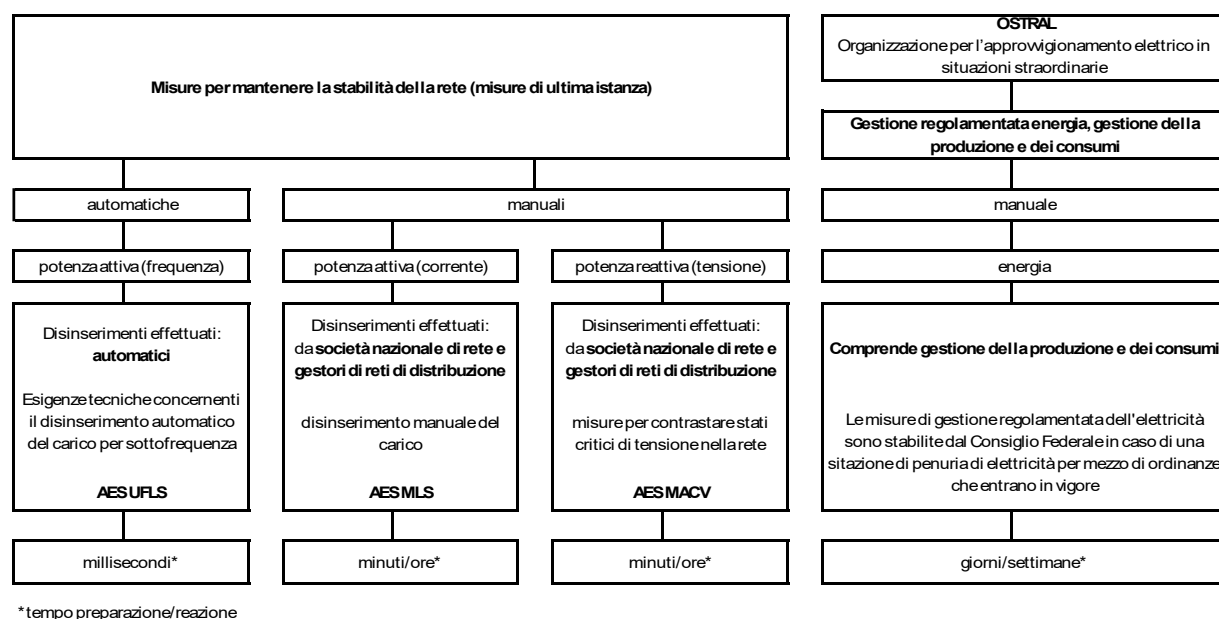 Misure per mantenere la stabilità della rete (misure di ultima istanza)
OSTRAL
Organizzazione per l'approvvigionamento elettrico in
situazioni straordinarie
Gestione regolamentata energia, gestione della
produzione e dei consumi
automatiche
manuali
manuale
potenza attiva (frequenza)
potenza attiva (corrente)
potenza reattiva (tensione)
energia
Disinserimenti effettuati:
automatici
Esigenze tecniche concernenti
il disinserimento automatico
del carico per sottofrequenza
AES UFLS
Disinserimenti effettuati:
da società nazionale di rete e
gestori di reti di distribuzione
disinserimento manuale del
carico
AES MLS
Disinserimenti effettuati:
da società nazionale di rete e
gestori di reti di distribuzione
misure per contrastare stati
critici di tensione nella rete
AES MACV
Comprende gestione della produzione e dei consumi
Le misure di gestione regolamentata dell'elettricità
sono stabilite dal Consiglio Federale in caso di una
sitazione di penuria di elettricità per mezzo di ordinanze
che entrano in vigore
millisecondi*
minuti/ore*
minuti/ore*
giorni/settimane*
* tempo preparazione/reazione